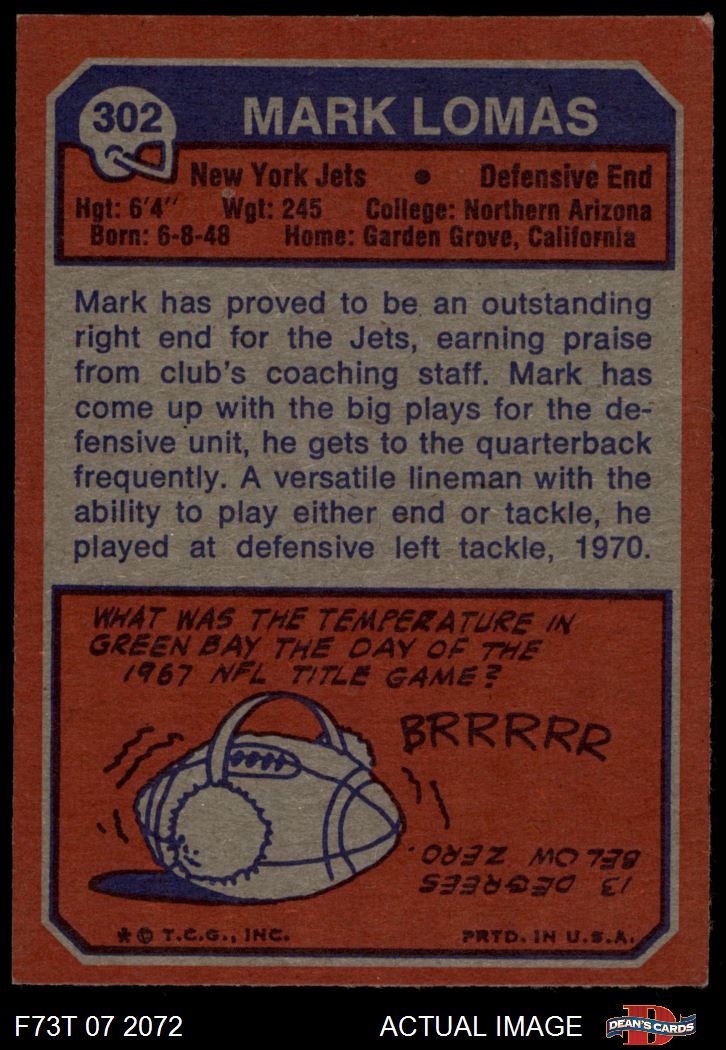 302
MARK LOMAS
New York Jets • Defensive End
Hgt: 6'4" Wgt: 245 College: Northern Arizona
Born: 6-8-48 Home: Garden Grove, California
Mark has proved to be an outstanding
right end for the Jets, earning praise
from club's coaching staff. Mark has
come up with the big plays for the de-
fensive unit, he gets to the quarterback
frequently. A versatile lineman with the
ability to play either end or tackle, he
played at defensive left tackle, 1970.
WHAT WAS THE TEMPERATURE IN
GREEN BAY THE DAY OF THE
1967 NFL TITLE GAME?
BRRRRR
13 DEGREES
BELOW ZERO.
* © T.C.G., INC. PRTD. IN U.S.A.
F73T 07 2072 ACTUAL IMAGE
D
DEAN'S CARDS